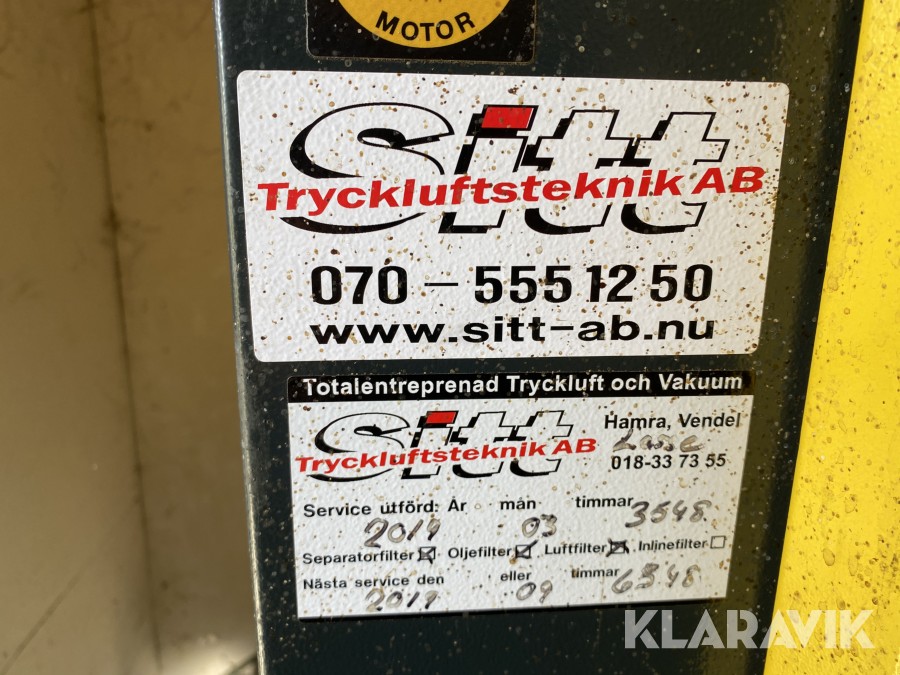 MOTOR
Sitt
Tryckluftsteknik AB
070 - 555 12 50
www.sitt-ab.nu
Totalentreprenad Tryckluft och Vakuum
Sitt
Tryckluftsteknik AB
Hamra, Vendel
Lasse
018-33 73 55
Service utförd: År mån timmar 3548
2019 03
Separatorfilter ☒ Oljefilter ☒ Luftfilter ☒ Inlinefilter ☐
Nästa service den eller timmar 6548
2019 09
KLARAVIK